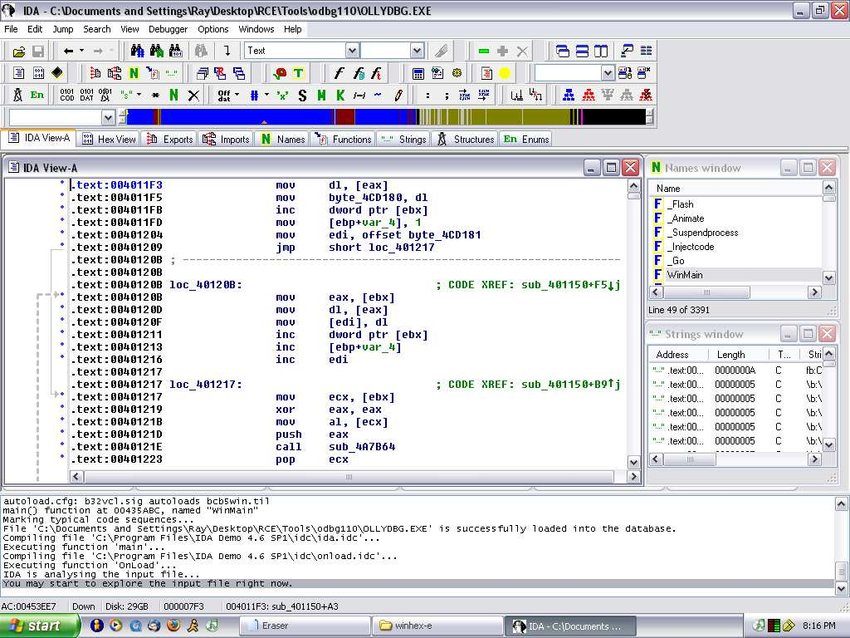 IDA - C:\Documents and Settings\Ray\Desktop\RCE\Tools\odbg110\OLLYDBG.EXE
File Edit Jump Search View Debugger Options Windows Help
Text
En
IDA View-A Hex View Exports Imports N Names Functions Strings Structures En Enums
IDA View-A
.text:004011F3 mov dl, [eax]
.text:004011F5 mov byte_4CD180, dl
.text:004011FB inc dword ptr [ebx]
.text:004011FD mov [ebp+var_4], 1
.text:00401204 mov edi, offset byte_4CD181
.text:00401209 jmp short loc_401217
.text:0040120B ; ---------------------------------------------------------------------------
.text:0040120B
.text:0040120B loc_40120B: ; CODE XREF: sub_401150+F5↓j
.text:0040120B mov eax, [ebx]
.text:0040120D mov dl, [eax]
.text:0040120F mov [edi], dl
.text:00401211 inc dword ptr [ebx]
.text:00401213 inc [ebp+var_4]
.text:00401216 inc edi
.text:00401217
.text:00401217 loc_401217: ; CODE XREF: sub_401150+B9↑j
.text:00401217 mov ecx, [ebx]
.text:00401219 xor eax, eax
.text:0040121B mov al, [ecx]
.text:0040121D push eax
.text:0040121E call sub_4A7B64
.text:00401223 pop ecx
N Names window
Name
F _Flash
F _Animate
F _Suspendprocess
F _Injectcode
F _Go
F WinMain
Line 49 of 3391
Strings window
Address Length T... Stri
.text:00... 0000000A C fb:C
.text:00... 00000005 C \b:\
.text:00... 00000005 C \b:\
.text:00... 00000005 C \b:\
.text:00... 00000005 C \b:\
.text:00... 00000005 C \b:\
autoload.cfg: b32vcl.sig autoloads bcb5win.til
main() function at 00435ABC, named "WinMain"
Marking typical code sequences...
File 'C:\Documents and Settings\Ray\Desktop\RCE\Tools\odbg110\OLLYDBG.EXE' is successfully loaded into the database.
Compiling file 'C:\Program Files\IDA Demo 4.6 SP1\idc\ida.idc'...
Executing function 'main'...
Compiling file 'C:\Program Files\IDA Demo 4.6 SP1\idc\onload.idc'...
Executing function 'OnLoad'...
IDA is analysing the input file...
You may start to explore the input file right now.
AC:00453EE7 Down Disk: 29GB 000007F3 004011F3: sub_401150+A3
start Eraser winhex-e IDA - C:\Documents ... 8:16 PM